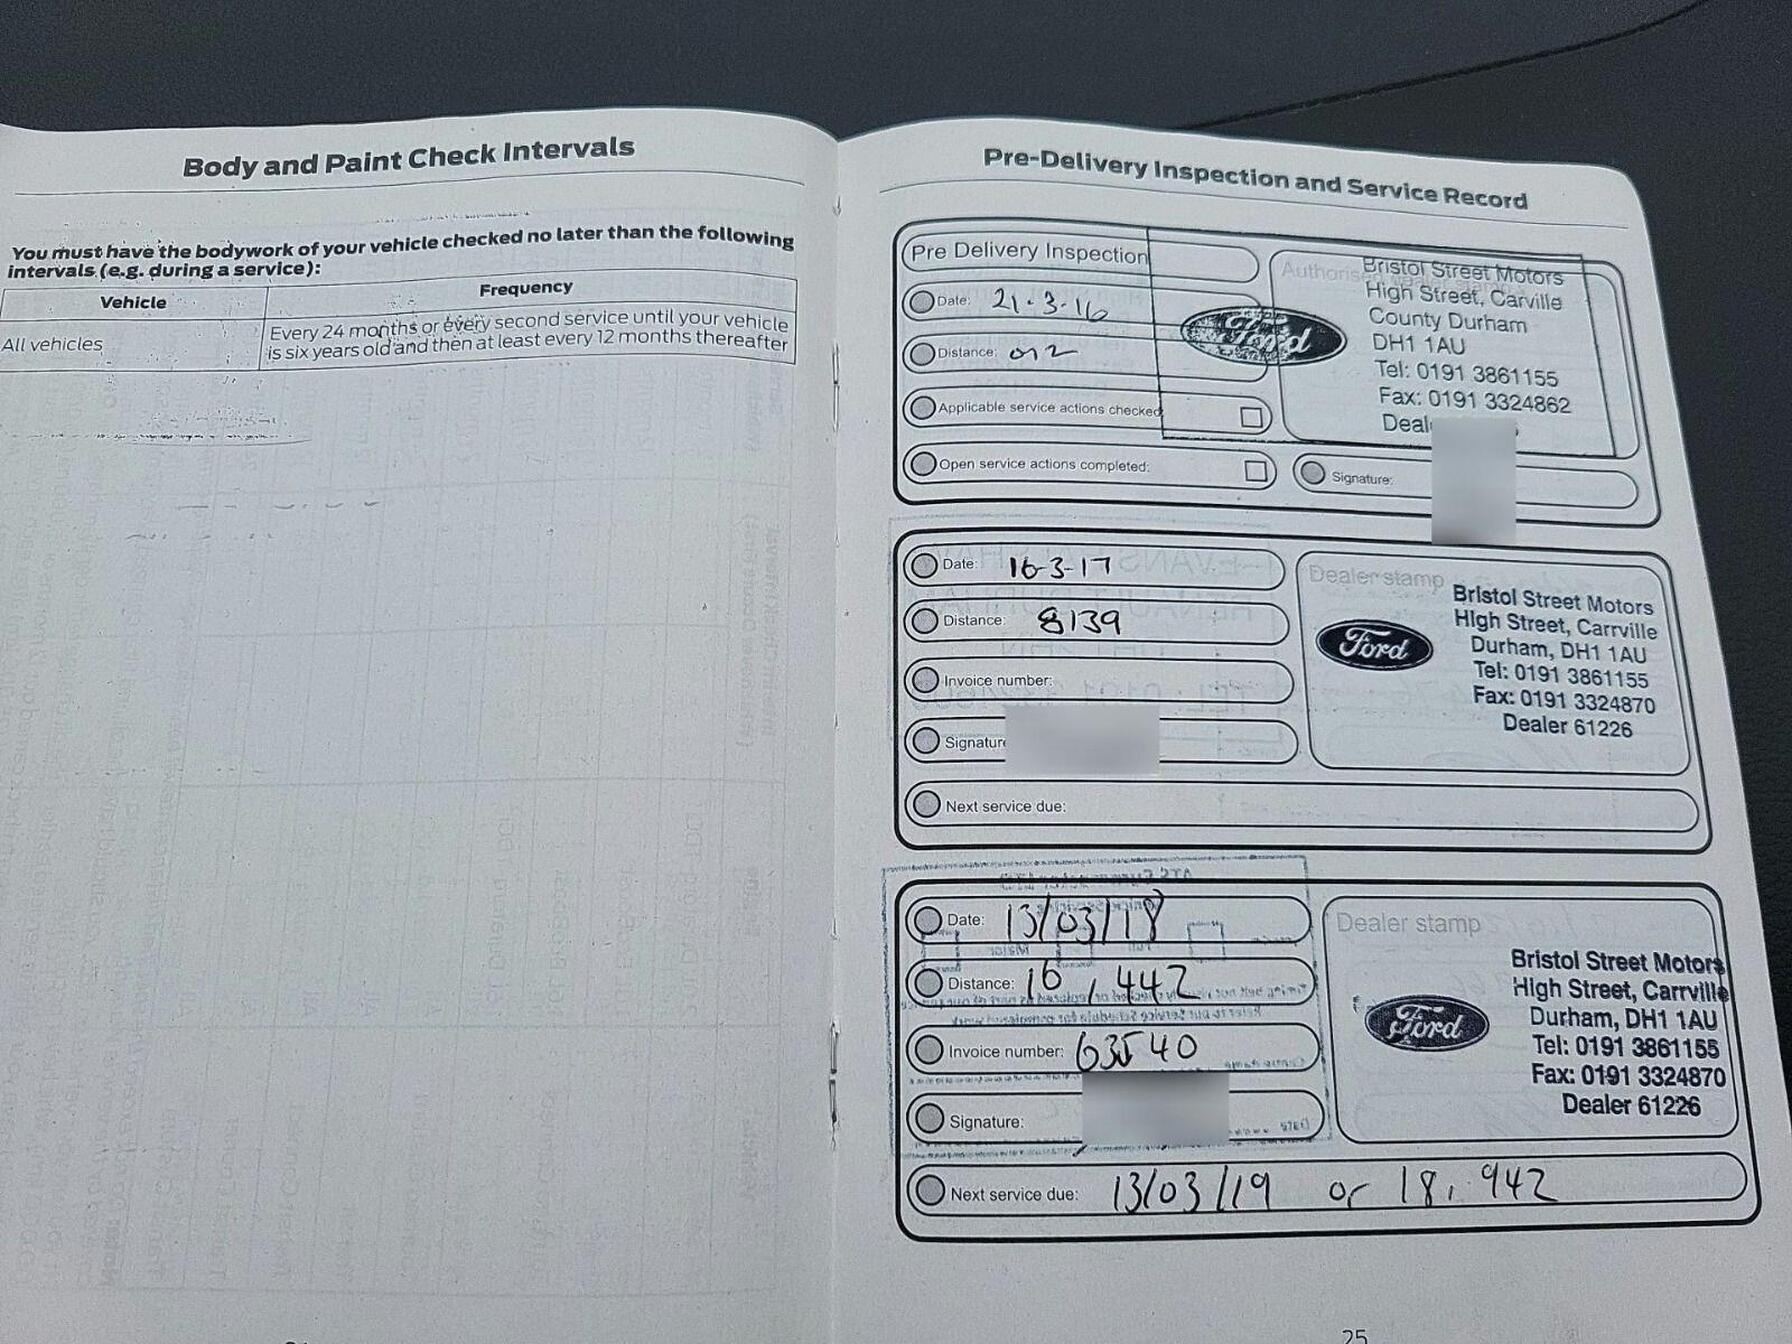 Body and Paint Check Intervals
You must have the bodywork of your vehicle checked no later than the following
intervals (e.g. during a service):
Vehicle
Frequency
All vehicles
Every 24 months or every second service until your vehicle
is six years old and then at least every 12 months thereafter
Pre-Delivery Inspection and Service Record
Pre Delivery Inspection
Date: 21.3.16
Distance: 012
Applicable service actions checked
Open service actions completed:
Authoris
Ford
Bristol Street Motors
High Street, Carville
County Durham
DH1 1AU
Tel: 0191 3861155
Fax: 0191 3324862
Deal
Signature:
Date: 16-3-17
Distance: 8139
Invoice number:
Signature
Next service due:
Dealer stamp
Ford
Bristol Street Motors
High Street, Carrville
Durham, DH1 1AU
Tel: 0191 3861155
Fax: 0191 3324870
Dealer 61226
Date: 13/03/18
Distance: 16,442
Invoice number: 63540
Signature:
Next service due: 13/03/19 or 18,942
Dealer stamp
Ford
Bristol Street Motors
High Street, Carrville
Durham, DH1 1AU
Tel: 0191 3861155
Fax: 0191 3324870
Dealer 61226
25